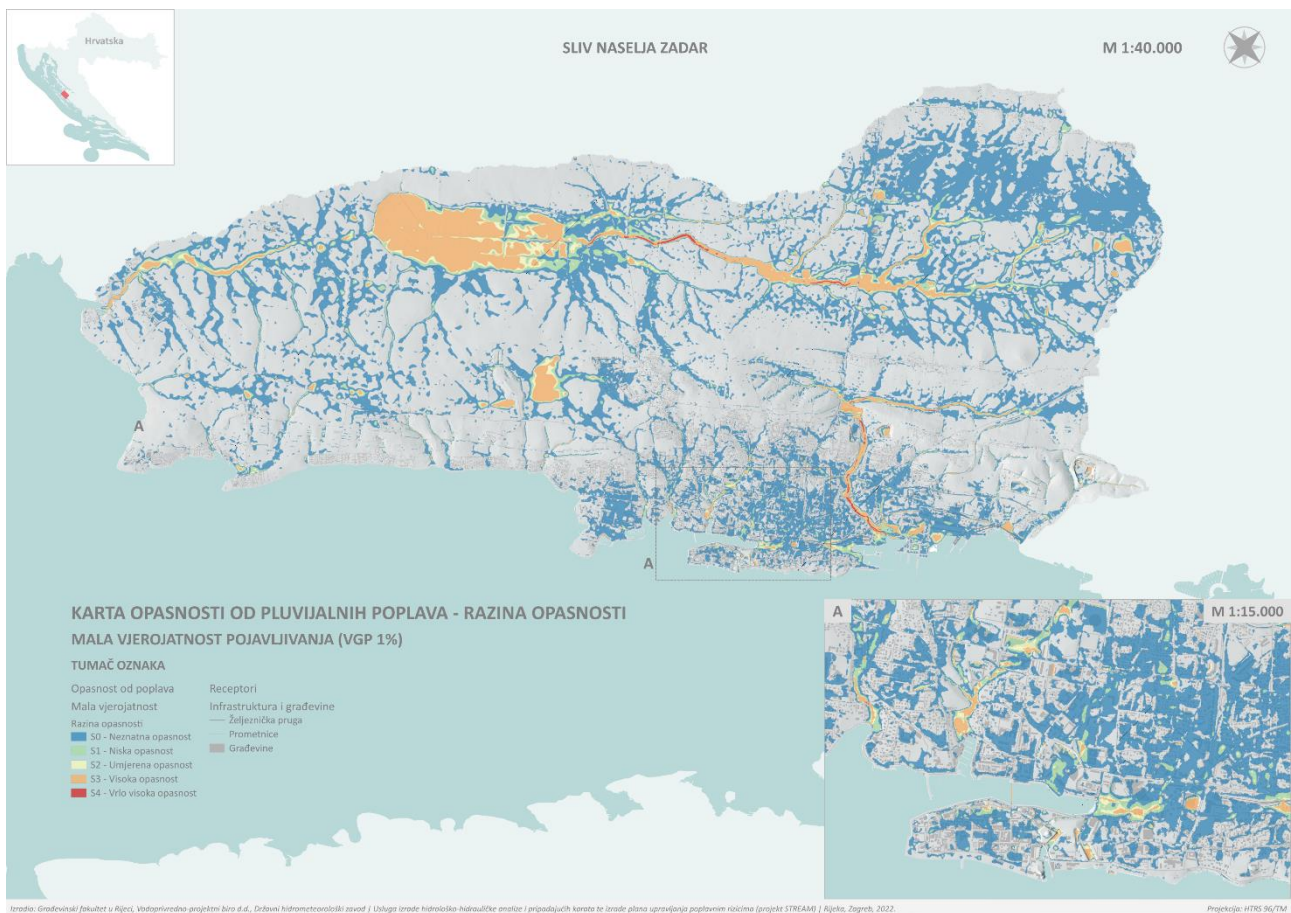 Hrvatska
SLIV NASELJA ZADAR
M 1:40.000
A
A
KARTA OPASNOSTI OD PLUVIJALNIH POPLAVA - RAZINA OPASNOSTI
MALA VJEROJATNOST POJAVLJIVANJA (VGP 1%)
TUMAČ OZNAKA
Opasnost od poplava
Mala vjerojatnost
Razina opasnosti
S0 - Neznatna opasnost
S1 - Niska opasnost
S2 - Umjerena opasnost
S3 - Visoka opasnost
S4 - Vrlo visoka opasnost
Receptori
Infrastruktura i građevine
Željeznička pruga
Prometnice
Građevine
A
M 1:15.000
Izradio: Građevinski fakultet u Rijeci, Vodoprivredno-projektni biro d.d., Državni hidrometeorološki zavod | Usluga izrade hidrološko-hidrauličke analize i pripadajućih karata te izrade plana upravljanja poplavnim rizicima (projekt STREAM) | Rijeka, Zagreb, 2022.
Projekcija: HTRS 96/TM